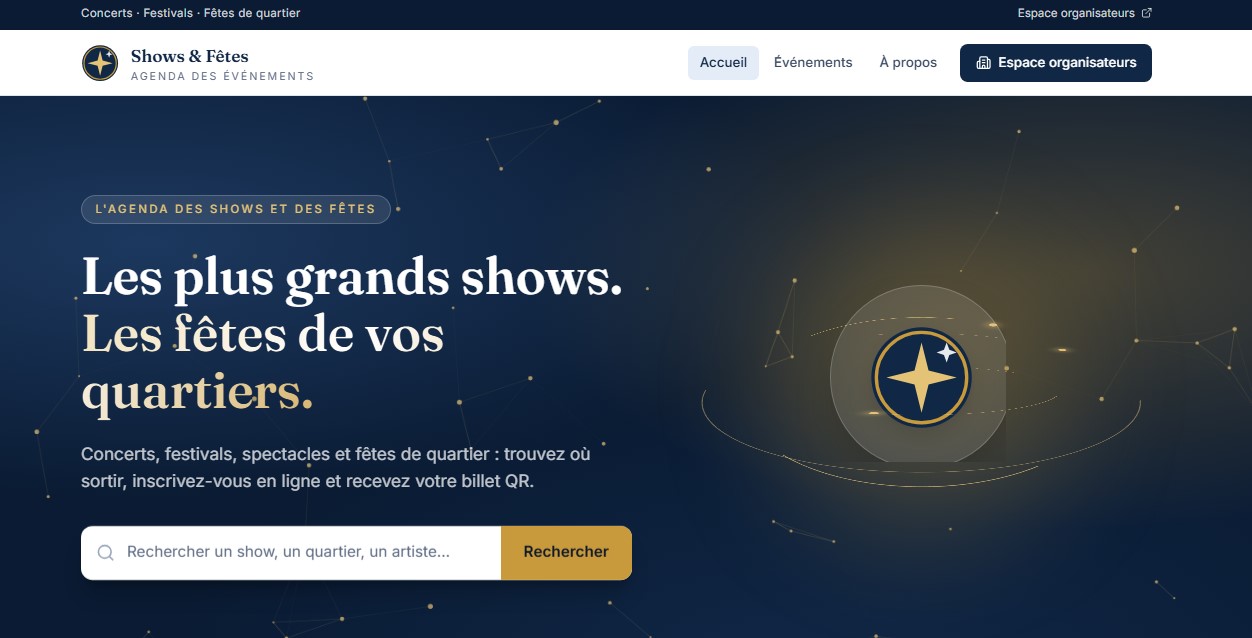 Concerts · Festivals · Fêtes de quartier
Espace organisateurs
Shows & Fêtes
AGENDA DES ÉVÉNEMENTS
Accueil
Événements
À propos
Espace organisateurs
L'AGENDA DES SHOWS ET DES FÊTES
Les plus grands shows.
Les fêtes de vos
quartiers.
Concerts, festivals, spectacles et fêtes de quartier : trouvez où
sortir, inscrivez-vous en ligne et recevez votre billet QR.
Rechercher un show, un quartier, un artiste...
Rechercher